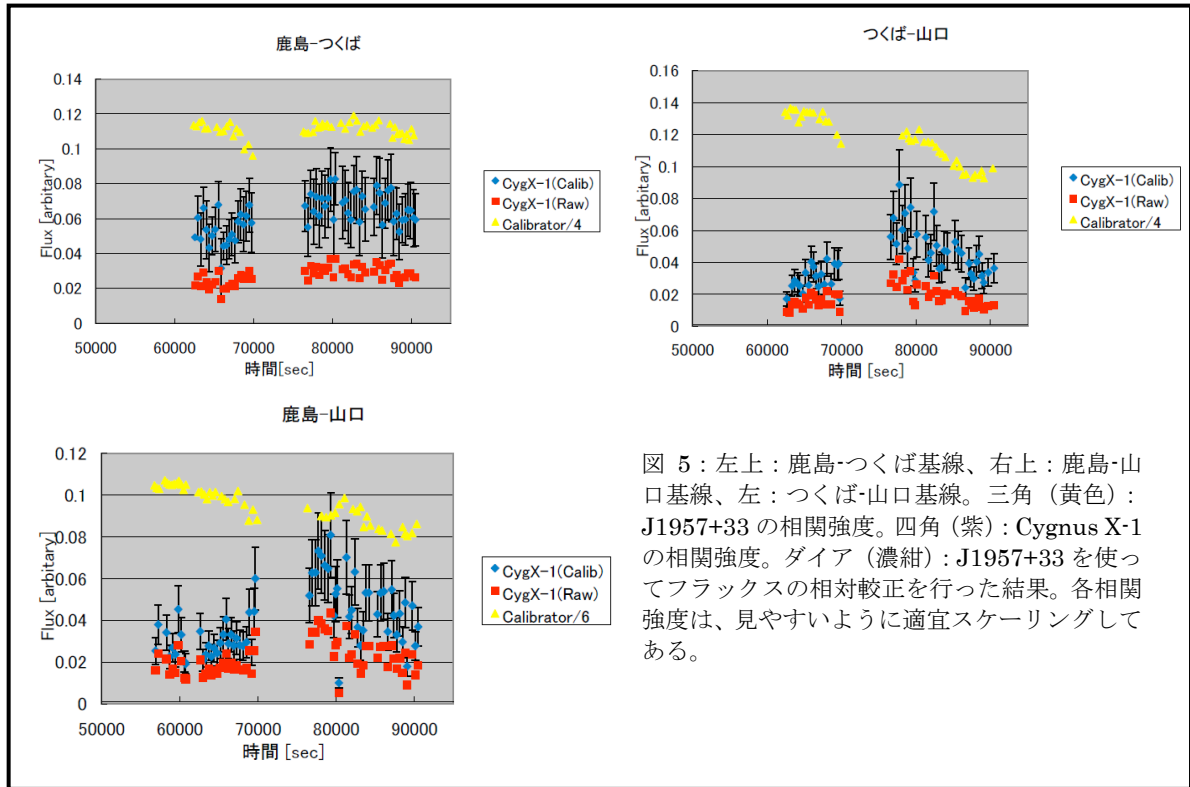 鹿島-つくば
0.14
0.12
0.1
0.08
0.06
0.04
0.02
0
Flux [arbitary]
50000 60000 70000 80000 90000
時間[sec]
CygX-1(Calib)
CygX-1(Raw)
Calibrator/4
つくば-山口
0.16
0.14
0.12
0.1
0.08
0.06
0.04
0.02
0
Flux [arbitary]
50000 60000 70000 80000 90000
時間 [sec]
CygX-1(Calib)
CygX-1(Raw)
Calibrator/4
鹿島-山口
0.12
0.1
0.08
0.06
0.04
0.02
0
Flux [arbitary]
50000 60000 70000 80000 90000
時間 [sec]
CygX-1(Calib)
CygX-1(Raw)
Calibrator/6
図 5：左上：鹿島-つくば基線、右上：鹿島-山
口基線、左：つくば-山口基線。三角（黄色）:
J1957+33 の相関強度。四角（紫）: Cygnus X-1
の相関強度。ダイア（濃紺）: J1957+33 を使っ
てフラックスの相対較正を行った結果。各相関
強度は、見やすいように適宜スケーリングして
ある。